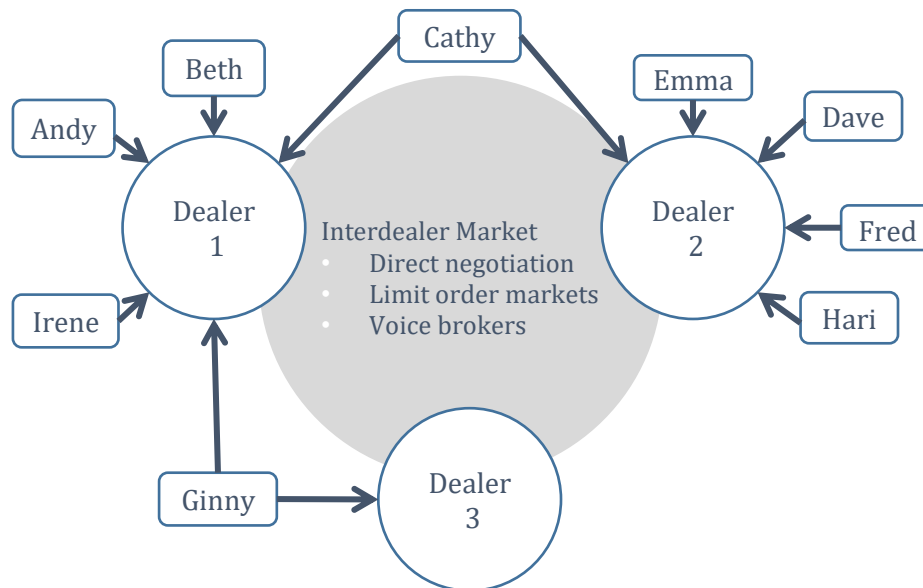 Cathy
Beth
Emma
Andy
Dave
Dealer
1
Dealer
2
Interdealer Market
• Direct negotiation
• Limit order markets
• Voice brokers
Fred
Irene
Hari
Ginny
Dealer
3